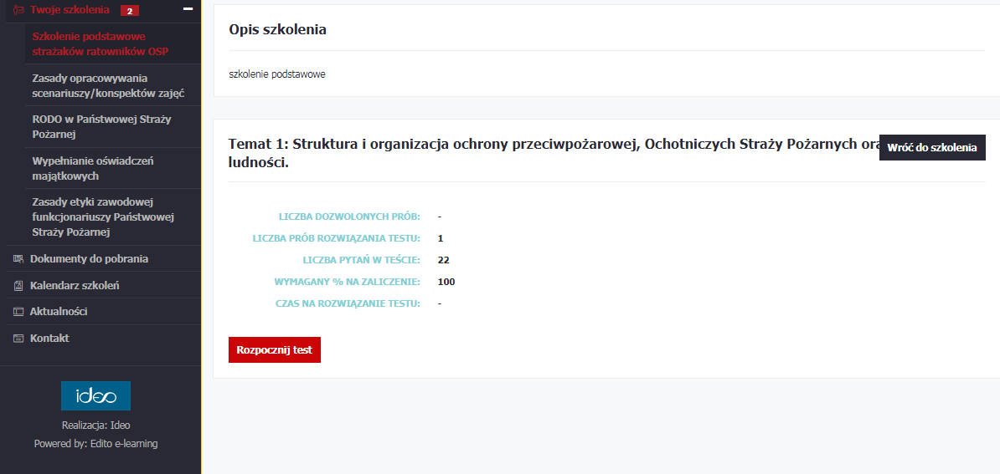 Twoje szkolenia 2
Szkolenie podstawowe
strażaków ratowników OSP
Zasady opracowywania
scenariuszy/konspektów zajęć
RODO w Państwowej Straży
Pożarnej
Wypełnianie oświadczeń
majątkowych
Zasady etyki zawodowej
funkcjonariuszy Państwowej
Straży Pożarnej
Dokumenty do pobrania
Kalendarz szkoleń
Aktualności
Kontakt
ideo
Realizacja: Ideo
Powered by: Edito e-learning
Opis szkolenia
szkolenie podstawowe
Temat 1: Struktura i organizacja ochrony przeciwpożarowej, Ochotniczych Straży Pożarnych ora
ludności.
Wróć do szkolenia
LICZBA DOZWOLONYCH PRÓB: -
LICZBA PRÓB ROZWIĄZANIA TESTU: 1
LICZBA PYTAŃ W TEŚCIE: 22
WYMAGANY % NA ZALICZENIE: 100
CZAS NA ROZWIĄZANIE TESTU: -
Rozpocznij test